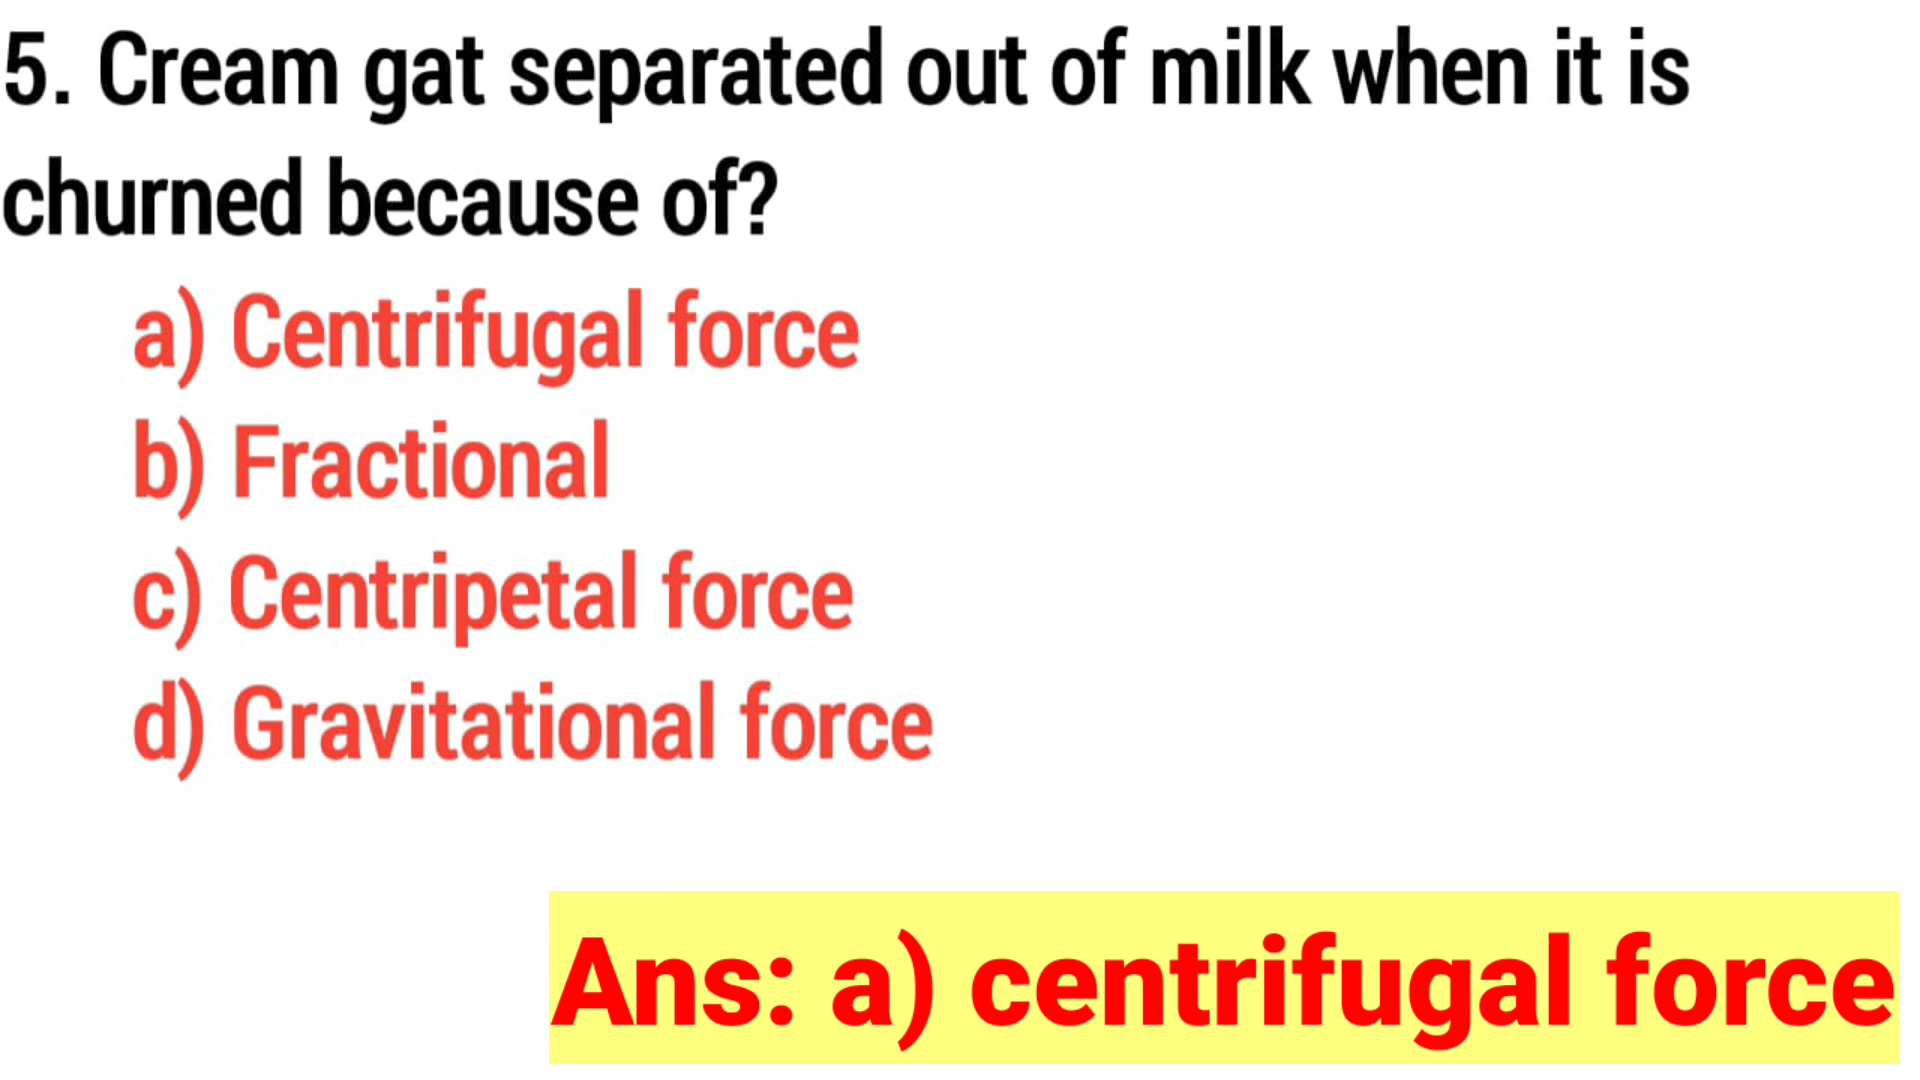 5. Cream gat separated out of milk when it is
churned because of?
a) Centrifugal force
b) Fractional
c) Centripetal force
d) Gravitational force
Ans: a) centrifugal force